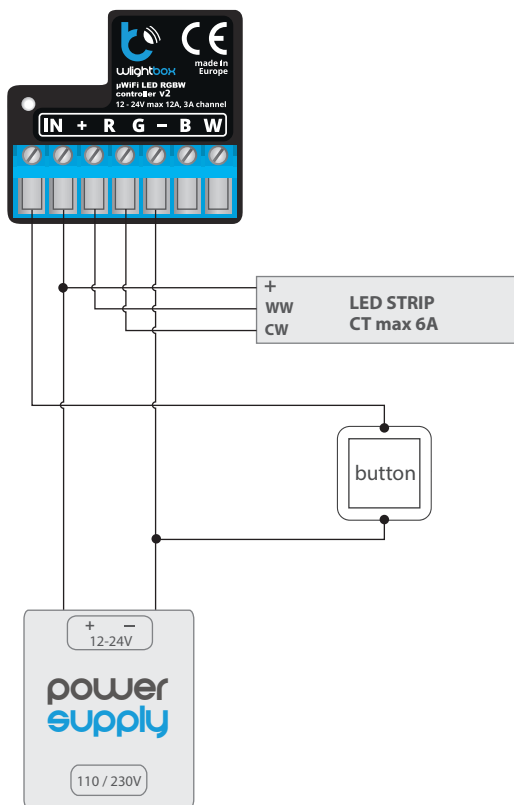 made in
Europe
wlightbox
µWiFi LED RGBW
controller v2
12 - 24V max 12A, 3A channel
IN + R G − B W
+
WW
CW
LED STRIP
CT max 6A
button
+ −
12-24V
power
supply
110 / 230V